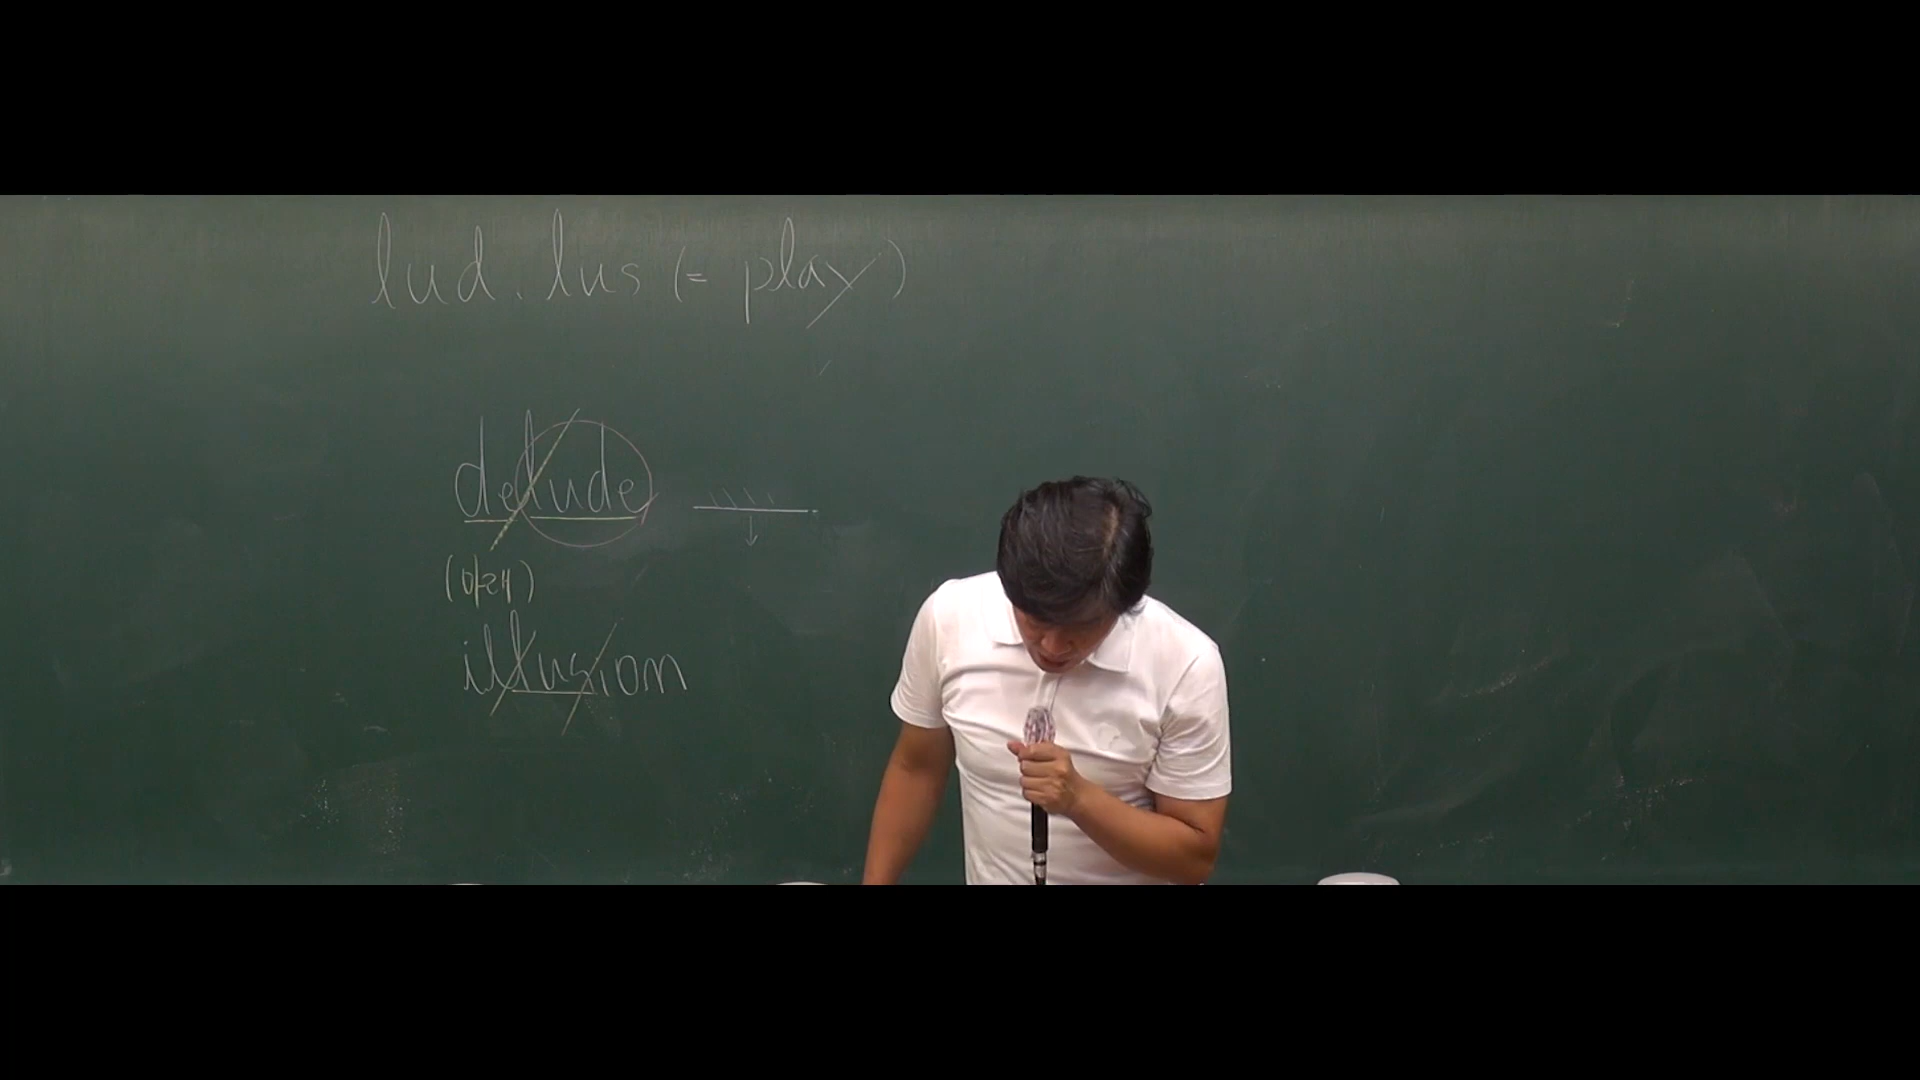 lud. lus (= play)
delude
(아래)
illusion